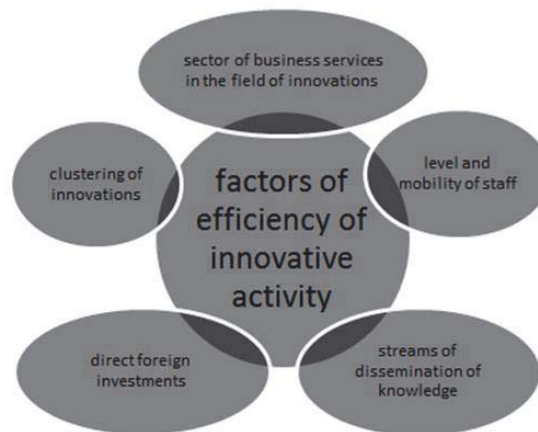 sector of business services
in the field of innovations
clustering of
innovations
level and
mobility of staff
factors of
efficiency of
innovative
activity
direct foreign
investments
streams of
dissemination of
knowledge